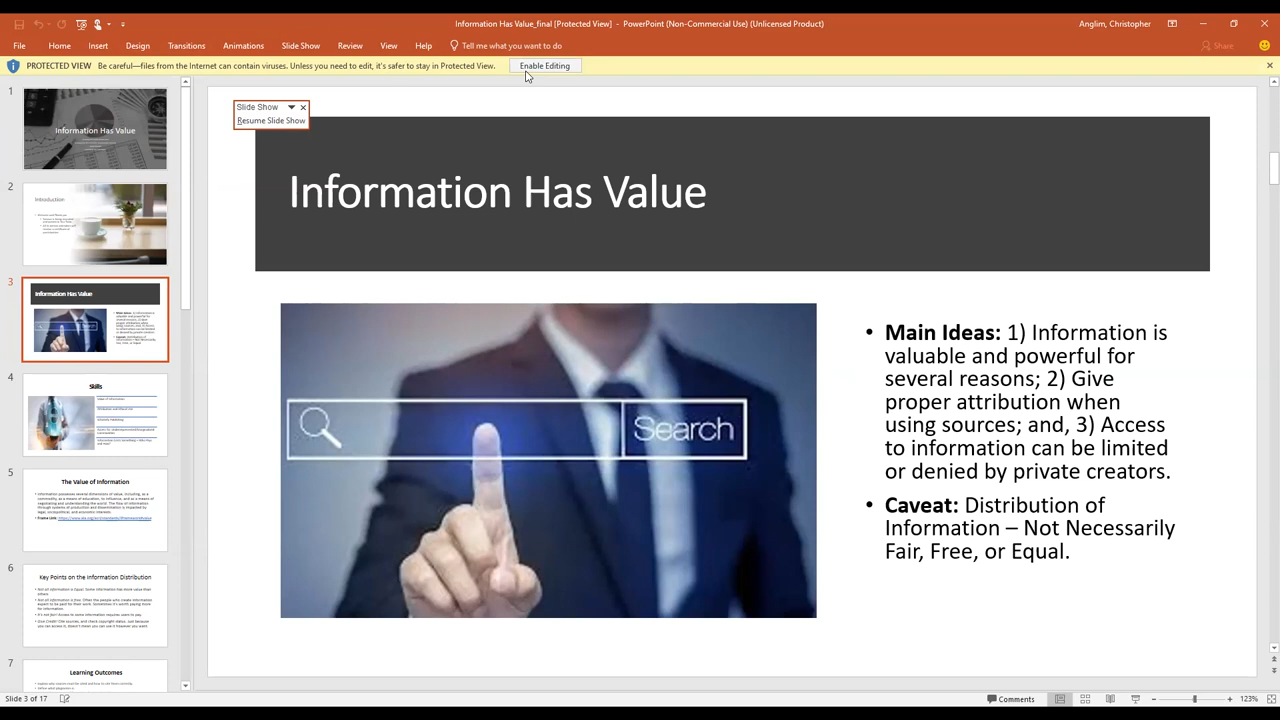 Information Has Value_final [Protected View] - PowerPoint (Non-Commercial Use) (Unlicensed Product)
Anglim, Christopher
File Home Insert Design Transitions Animations Slide Show Review View Help Tell me what you want to do Share
PROTECTED VIEW Be careful—files from the Internet can contain viruses. Unless you need to edit, it's safer to stay in Protected View. Enable Editing
1
Information Has Value
2
Introduction
3
Information Has Value
4
Skills
5
The Value of Information
6
Key Points on the Information Distribution
7
Learning Outcomes
Slide Show
Resume Slide Show
Information Has Value
Search
• Main Ideas: 1) Information is
valuable and powerful for
several reasons; 2) Give
proper attribution when
using sources; and, 3) Access
to information can be limited
or denied by private creators.
• Caveat: Distribution of
Information – Not Necessarily
Fair, Free, or Equal.
Slide 3 of 17
Comments
123%